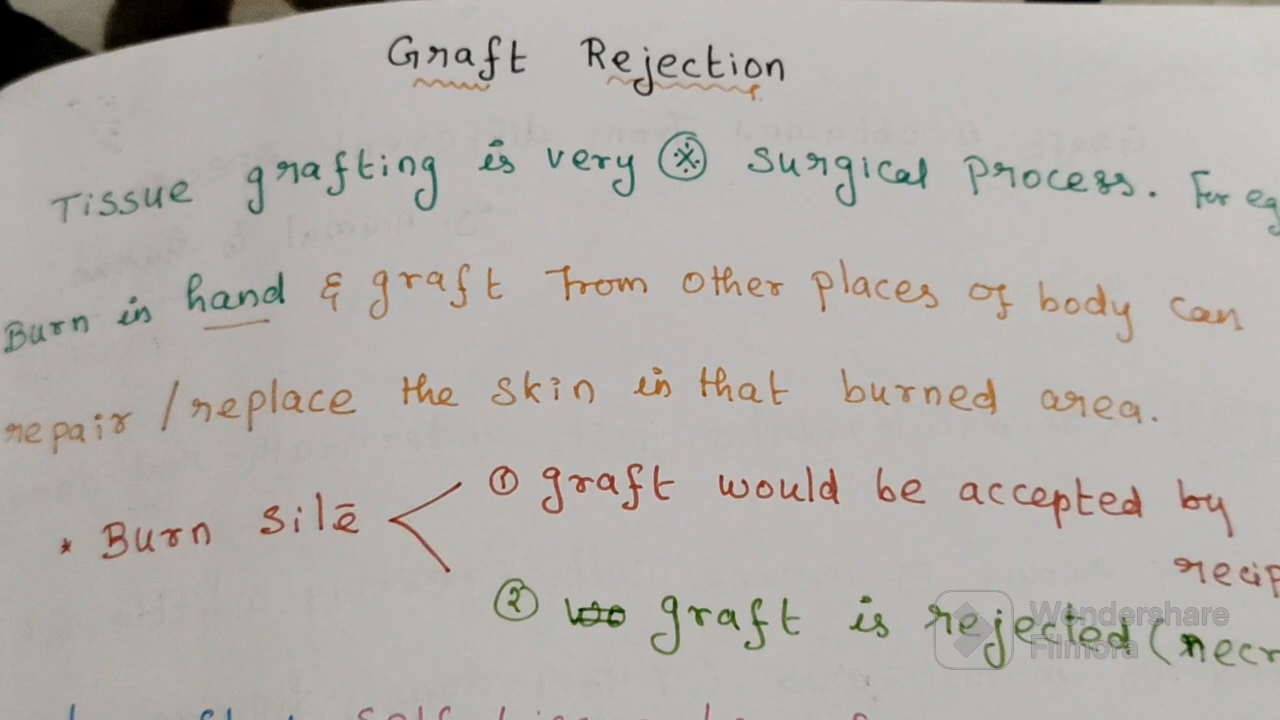 Graft Rejection
Tissue grafting is very ※ surgical process. For eg
Burn in hand & graft from other places of body can
repair / replace the skin in that burned area.
* Burn site
① graft would be accepted by
recip
② graft is rejected (necr
Wondershare
Filmora